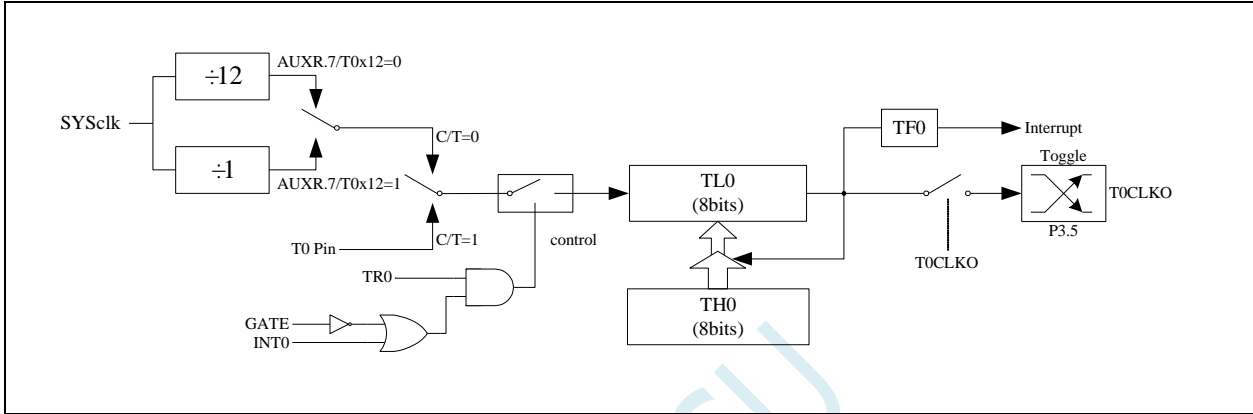 AUXR.7/T0x12=0
÷12
SYSclk
÷1
AUXR.7/T0x12=1
C/T=0
T0 Pin
C/T=1
control
TR0
GATE
INT0
TL0
(8bits)
TH0
(8bits)
TF0
Interrupt
Toggle
T0CLKO
P3.5
T0CLKO